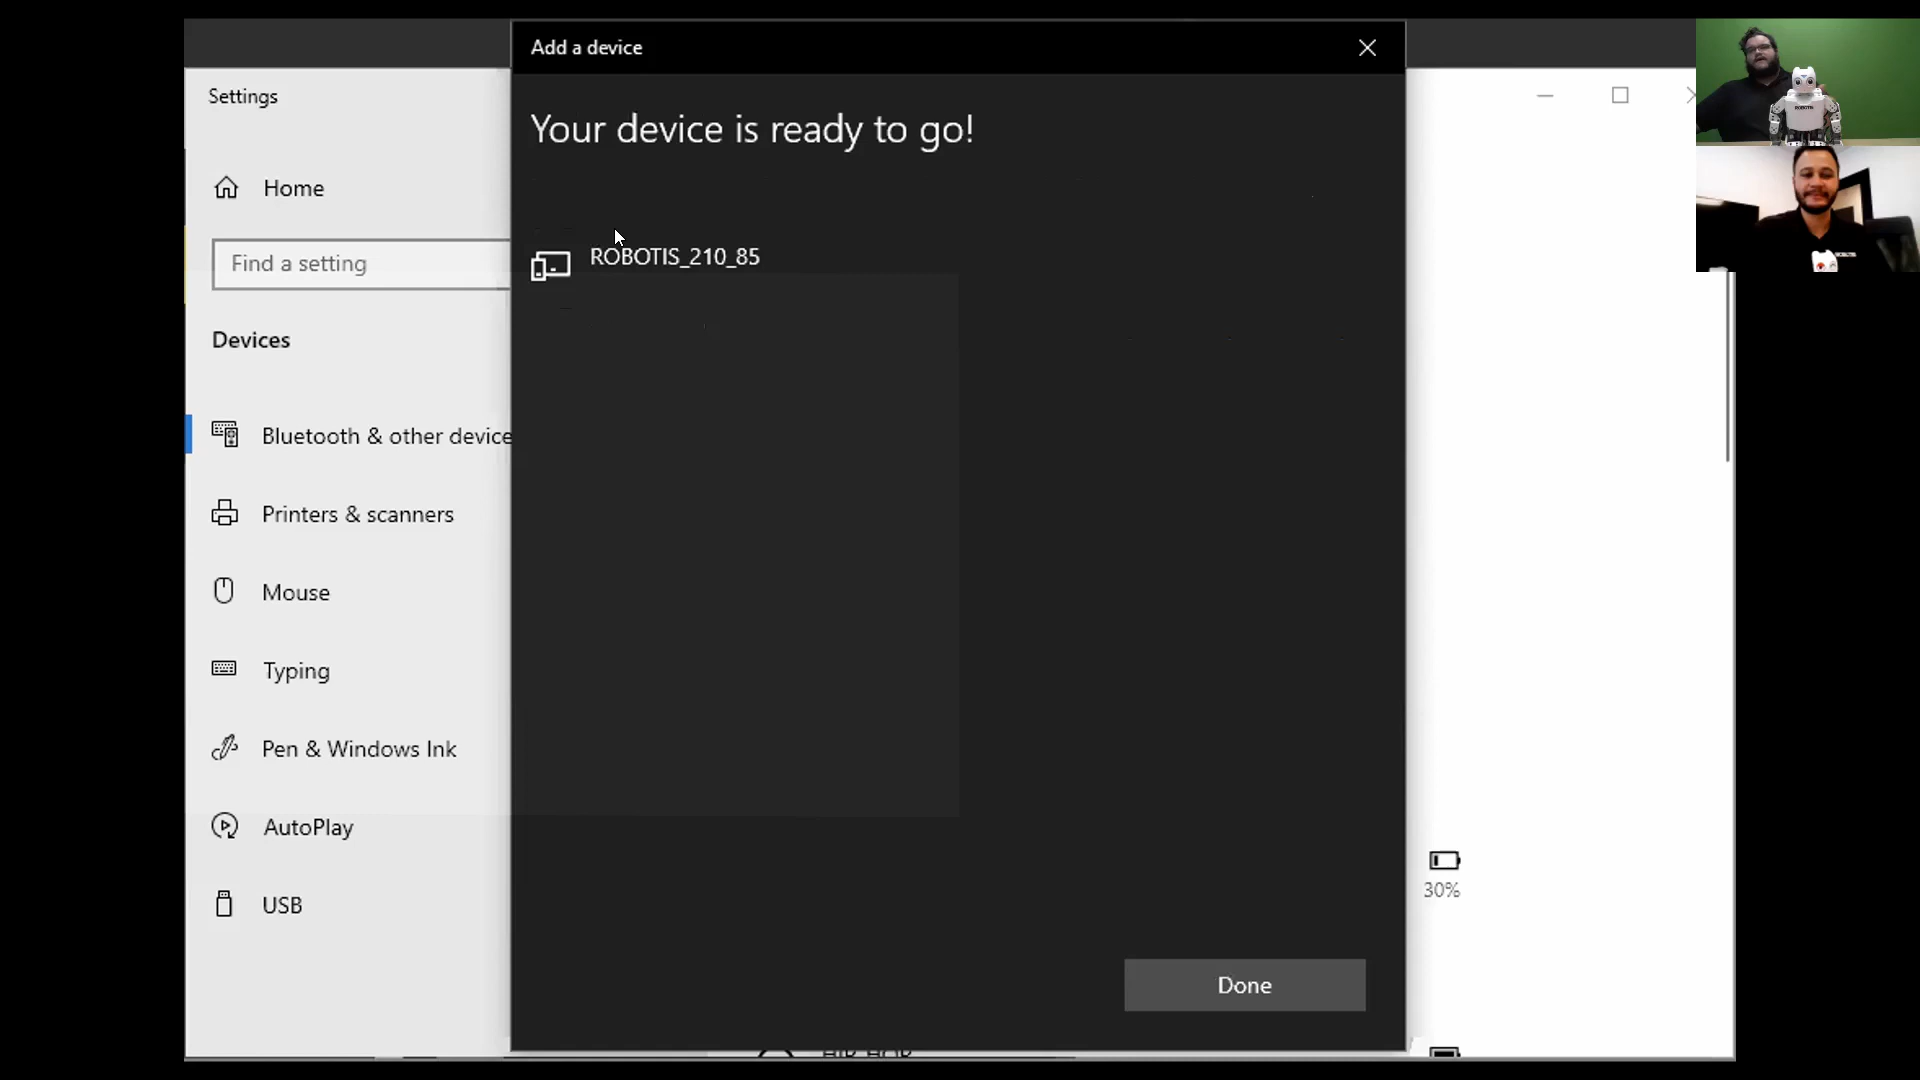 Add a device
Settings
Your device is ready to go!
Home
ROBOTIS_210_85
Find a setting
Devices
Bluetooth & other device
Printers & scanners
Mouse
Typing
Pen & Windows Ink
AutoPlay
USB
30%
Done